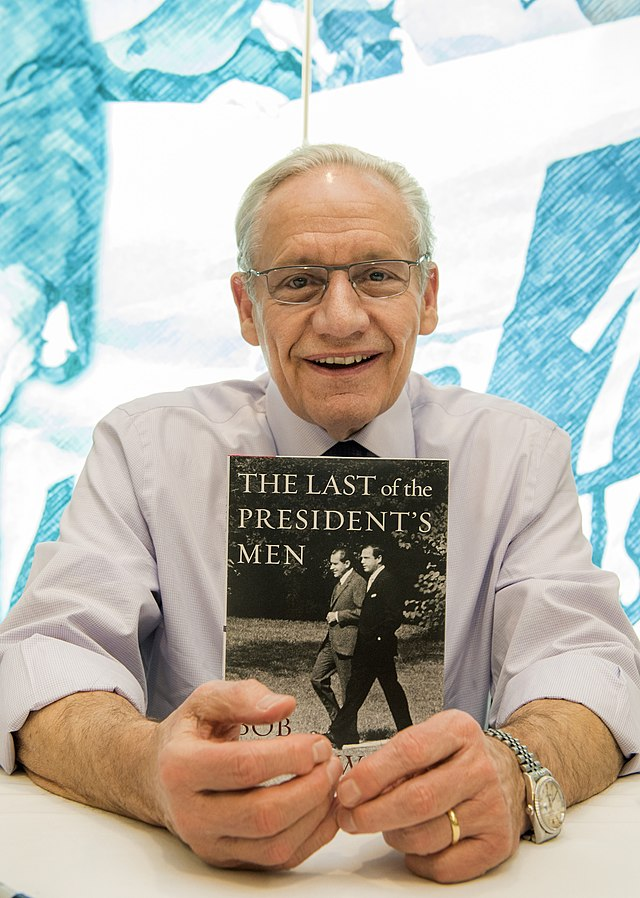 THE LAST of the
PRESIDENT'S
MEN
BOB